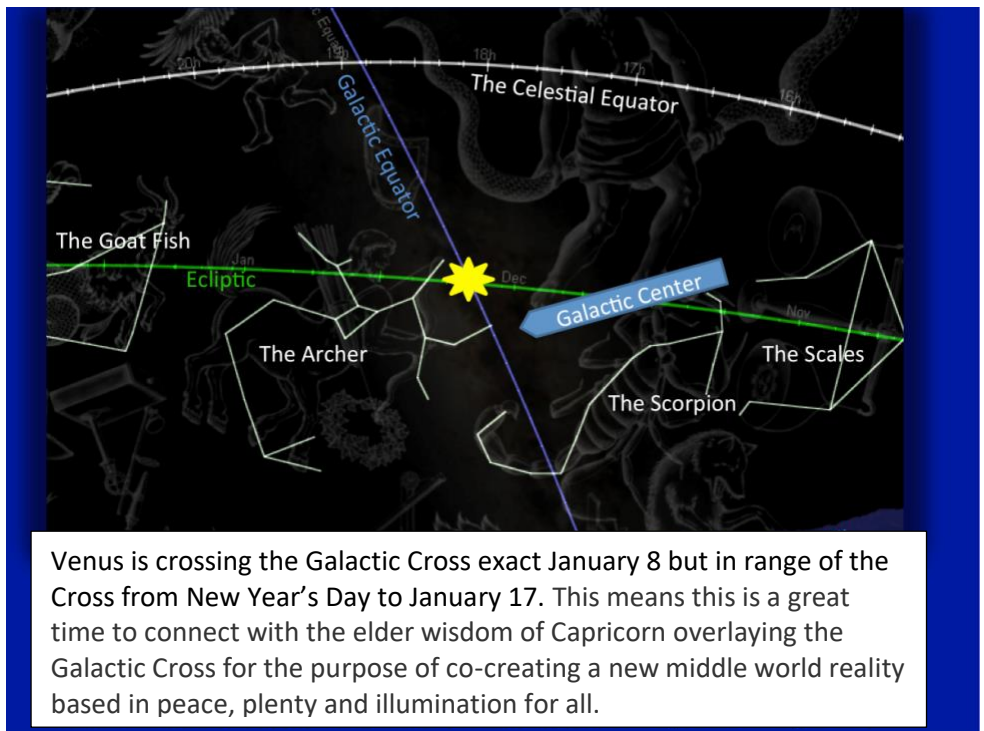 c Equa
20h
19h
18h
17h
16h
The Celestial Equator
Galactic Equator
The Goat Fish
Jan
Ecliptic
Dec
Galactic Center
Nov
The Archer
The Scales
The Scorpion
Venus is crossing the Galactic Cross exact January 8 but in range of the
Cross from New Year’s Day to January 17. This means this is a great
time to connect with the elder wisdom of Capricorn overlaying the
Galactic Cross for the purpose of co-creating a new middle world reality
based in peace, plenty and illumination for all.